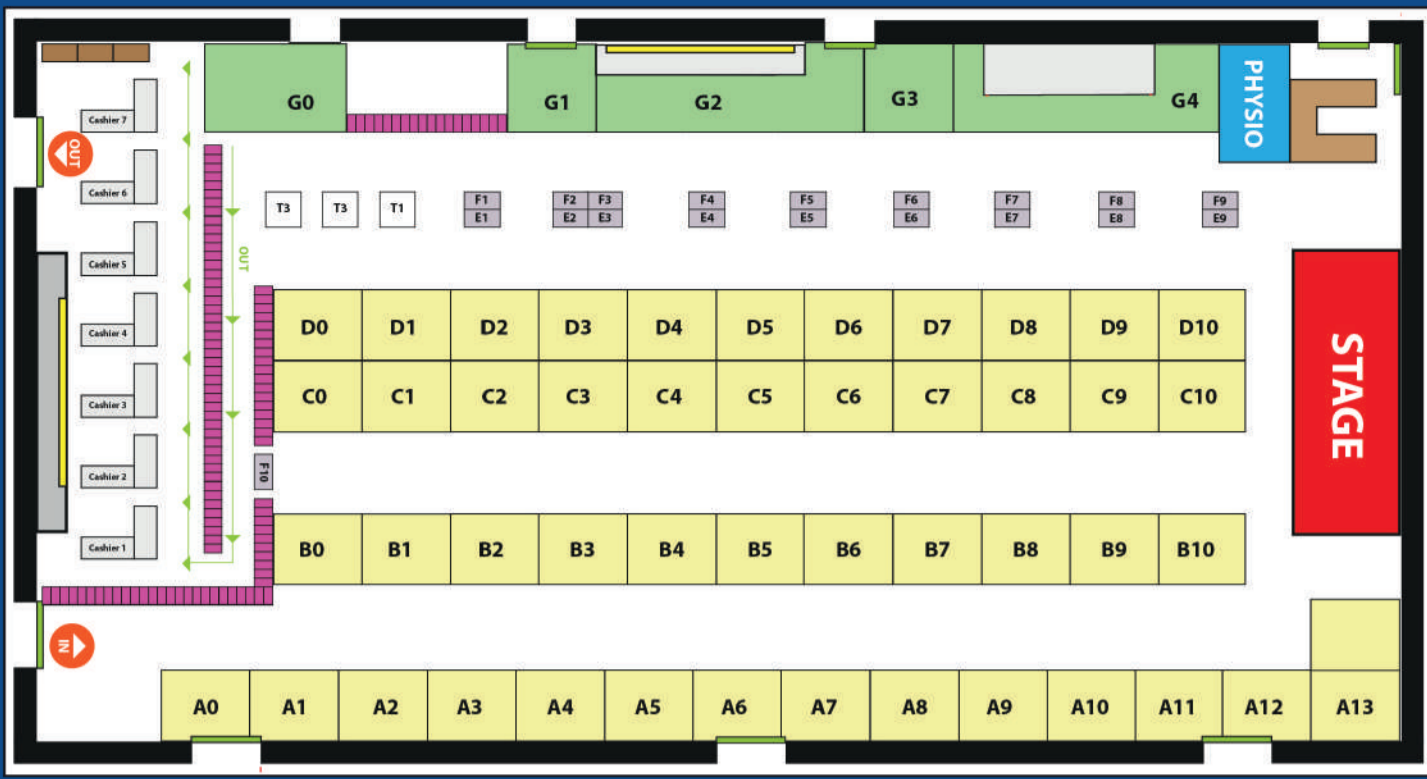 G0
G1
G2
G3
G4
PHYSIO
Cashier 7
OUT
Cashier 6
T3
T3
T1
F1
F2
F3
F4
F5
F6
F7
F8
F9
E1
E2
E3
E4
E5
E6
E7
E8
E9
OUT
Cashier 5
Cashier 4
Cashier 3
Cashier 2
Cashier 1
D0
D1
D2
D3
D4
D5
D6
D7
D8
D9
D10
C0
C1
C2
C3
C4
C5
C6
C7
C8
C9
C10
STAGE
F10
B0
B1
B2
B3
B4
B5
B6
B7
B8
B9
B10
IN
A0
A1
A2
A3
A4
A5
A6
A7
A8
A9
A10
A11
A12
A13